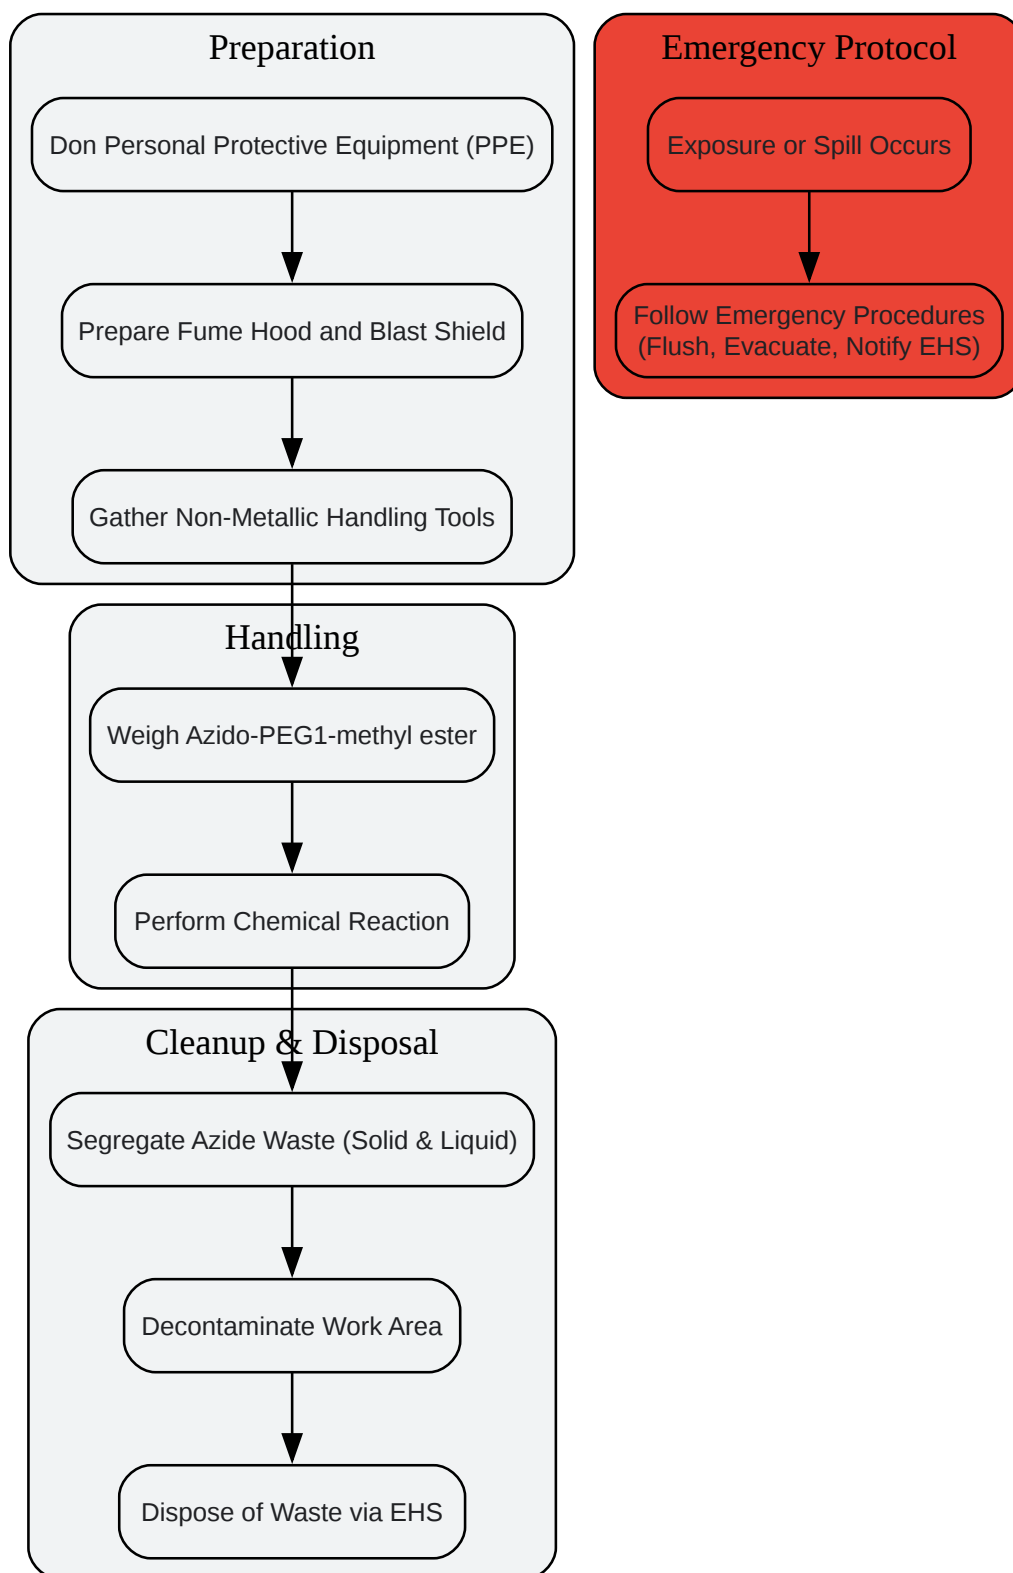 Preparation
Don Personal Protective Equipment (PPE)
Prepare Fume Hood and Blast Shield
Gather Non-Metallic Handling Tools
Handling
Weigh Azido-PEG1-methyl ester
Perform Chemical Reaction
Cleanup & Disposal
Segregate Azide Waste (Solid & Liquid)
Decontaminate Work Area
Dispose of Waste via EHS
Emergency Protocol
Exposure or Spill Occurs
Follow Emergency Procedures
(Flush, Evacuate, Notify EHS)